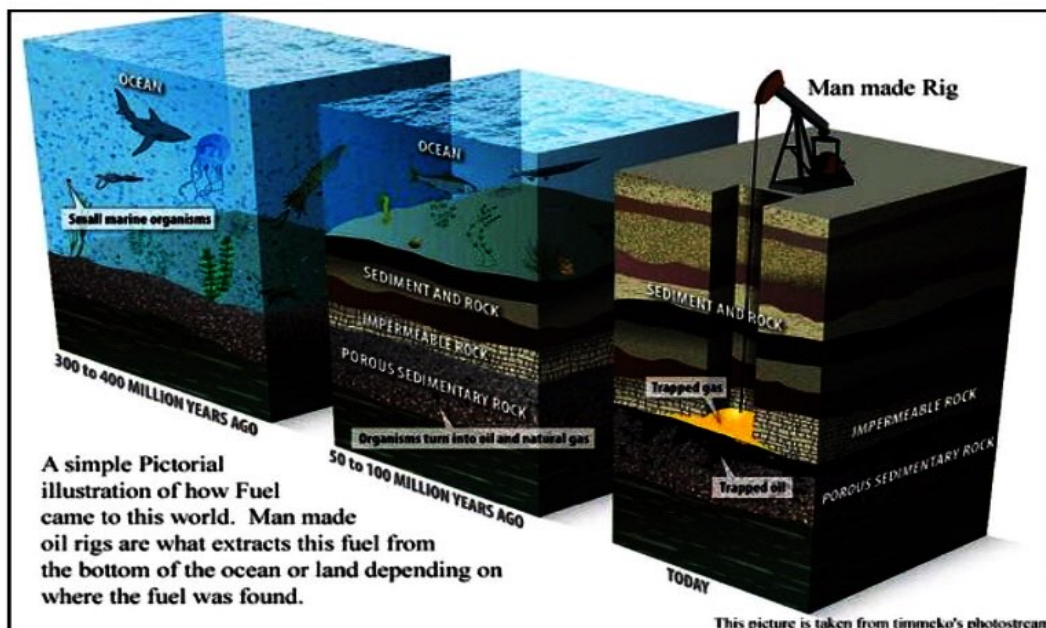 OCEAN
Small marine organisms
300 to 400 MILLION YEARS AGO
OCEAN
SEDIMENT AND ROCK
IMPERMEABLE ROCK
POROUS SEDIMENTARY ROCK
Organisms turn into oil and natural gas
50 to 100 MILLION YEARS AGO
Man made Rig
SEDIMENT AND ROCK
Trapped gas
IMPERMEABLE ROCK
POROUS SEDIMENTARY ROCK
Trapped oil
TODAY
A simple Pictorial
illustration of how Fuel
came to this world. Man made
oil rigs are what extracts this fuel from
the bottom of the ocean or land depending on
where the fuel was found.
This picture is taken from timmeko's photostream